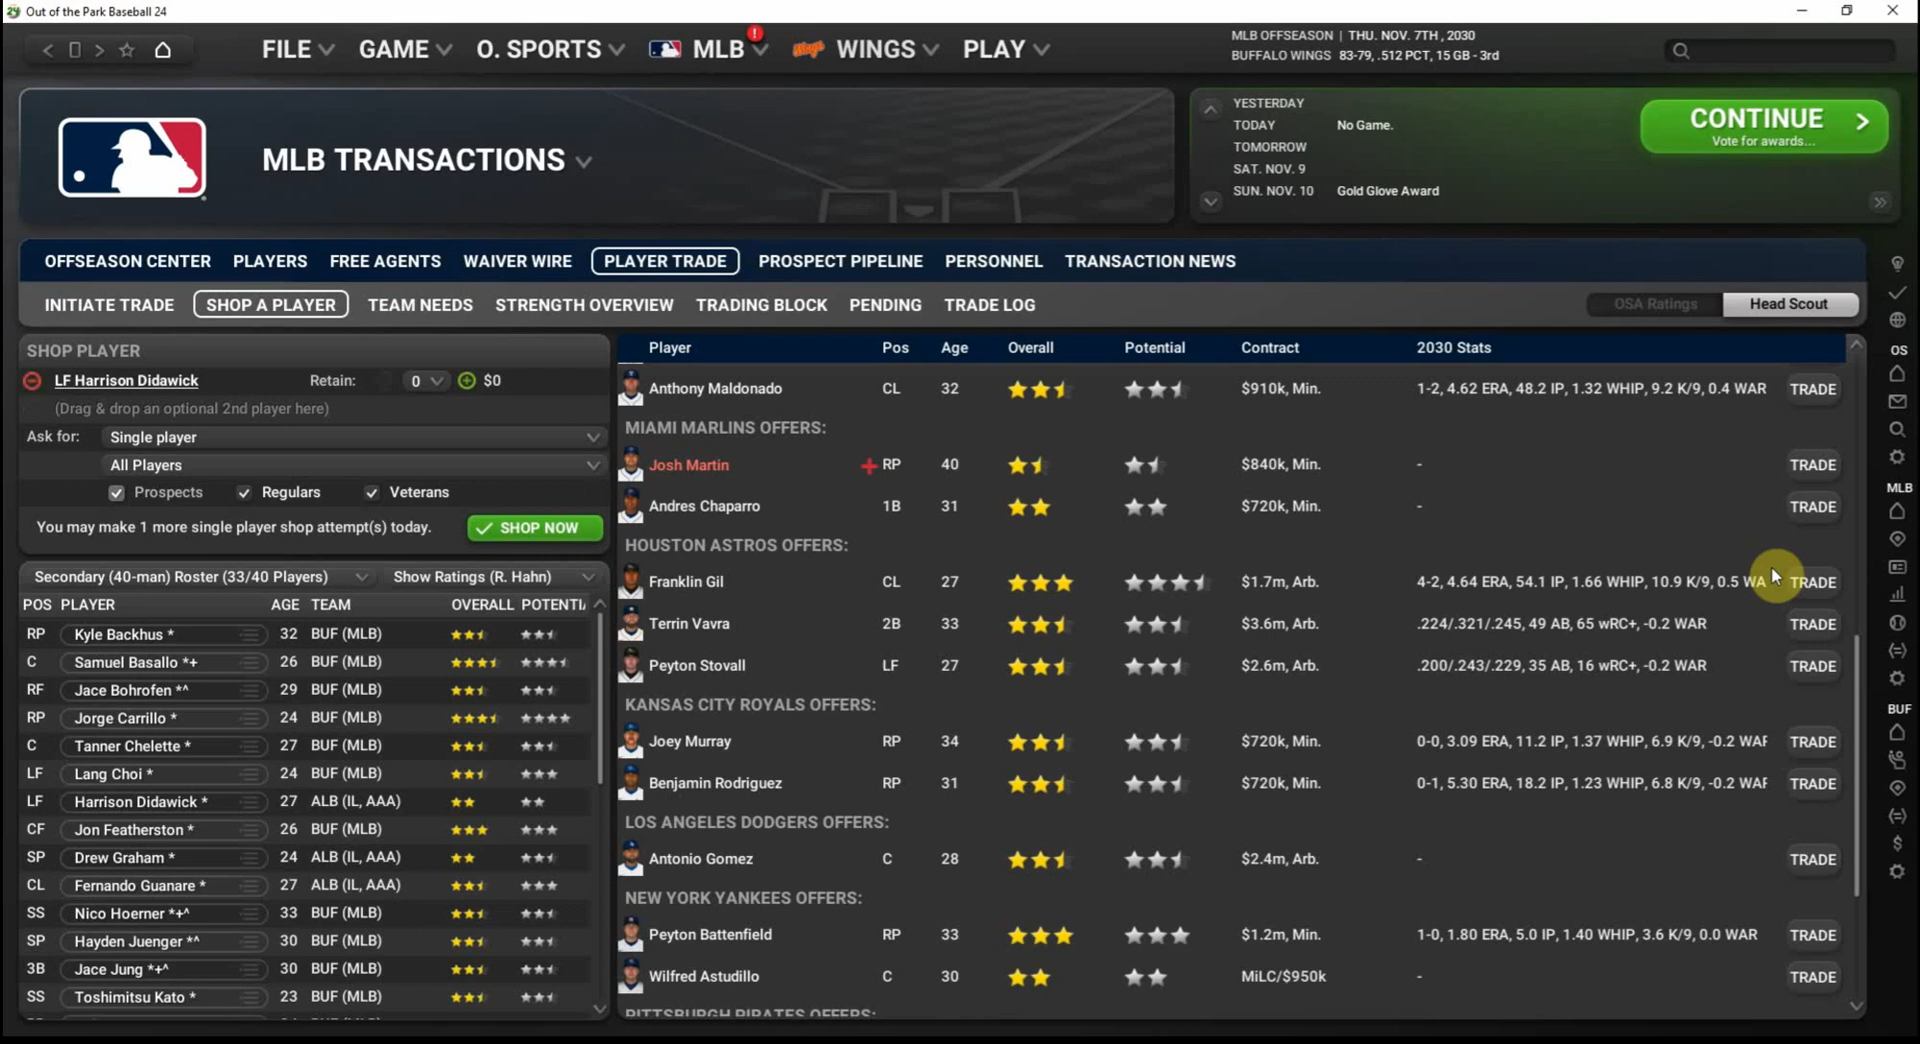 24 Out of the Park Baseball 24
FILE GAME O. SPORTS MLB ! Wings WINGS PLAY
MLB OFFSEASON | THU. NOV. 7TH , 2030
BUFFALO WINGS 83-79, .512 PCT, 15 GB - 3rd
MLB TRANSACTIONS
YESTERDAY
TODAY No Game.
TOMORROW
SAT. NOV. 9
SUN. NOV. 10 Gold Glove Award
CONTINUE
Vote for awards...
OFFSEASON CENTER PLAYERS FREE AGENTS WAIVER WIRE PLAYER TRADE PROSPECT PIPELINE PERSONNEL TRANSACTION NEWS
INITIATE TRADE SHOP A PLAYER TEAM NEEDS STRENGTH OVERVIEW TRADING BLOCK PENDING TRADE LOG OSA Ratings Head Scout
SHOP PLAYER
LF Harrison Didawick Retain: 0 $0
(Drag & drop an optional 2nd player here)
Ask for: Single player
All Players
Prospects Regulars Veterans
You may make 1 more single player shop attempt(s) today. SHOP NOW
Secondary (40-man) Roster (33/40 Players) Show Ratings (R. Hahn)
POS PLAYER AGE TEAM OVERALL POTENTIA
RP Kyle Backhus * 32 BUF (MLB)
C Samuel Basallo *+ 26 BUF (MLB)
RF Jace Bohrofen *^ 29 BUF (MLB)
RP Jorge Carrillo * 24 BUF (MLB)
C Tanner Chelette * 27 BUF (MLB)
LF Lang Choi * 24 BUF (MLB)
LF Harrison Didawick * 27 ALB (IL, AAA)
CF Jon Featherston * 26 BUF (MLB)
SP Drew Graham * 24 ALB (IL, AAA)
CL Fernando Guanare * 27 ALB (IL, AAA)
SS Nico Hoerner *+^ 33 BUF (MLB)
SP Hayden Juenger *^ 30 BUF (MLB)
3B Jace Jung *+^ 30 BUF (MLB)
SS Toshimitsu Kato * 23 BUF (MLB)
Player Pos Age Overall Potential Contract 2030 Stats
Anthony Maldonado CL 32 $910k, Min. 1-2, 4.62 ERA, 48.2 IP, 1.32 WHIP, 9.2 K/9, 0.4 WAR TRADE
MIAMI MARLINS OFFERS:
Josh Martin RP 40 $840k, Min. - TRADE
Andres Chaparro 1B 31 $720k, Min. - TRADE
HOUSTON ASTROS OFFERS:
Franklin Gil CL 27 $1.7m, Arb. 4-2, 4.64 ERA, 54.1 IP, 1.66 WHIP, 10.9 K/9, 0.5 WA TRADE
Terrin Vavra 2B 33 $3.6m, Arb. .224/.321/.245, 49 AB, 65 wRC+, -0.2 WAR TRADE
Peyton Stovall LF 27 $2.6m, Arb. .200/.243/.229, 35 AB, 16 wRC+, -0.2 WAR TRADE
KANSAS CITY ROYALS OFFERS:
Joey Murray RP 34 $720k, Min. 0-0, 3.09 ERA, 11.2 IP, 1.37 WHIP, 6.9 K/9, -0.2 WAR TRADE
Benjamin Rodriguez RP 31 $720k, Min. 0-1, 5.30 ERA, 18.2 IP, 1.23 WHIP, 6.8 K/9, -0.2 WAR TRADE
LOS ANGELES DODGERS OFFERS:
Antonio Gomez C 28 $2.4m, Arb. - TRADE
NEW YORK YANKEES OFFERS:
Peyton Battenfield RP 33 $1.2m, Min. 1-0, 1.80 ERA, 5.0 IP, 1.40 WHIP, 3.6 K/9, 0.0 WAR TRADE
Wilfred Astudillo C 30 MiLC/$950k - TRADE
PITTSBURGH PIRATES OFFERS:
OS
MLB
BUF